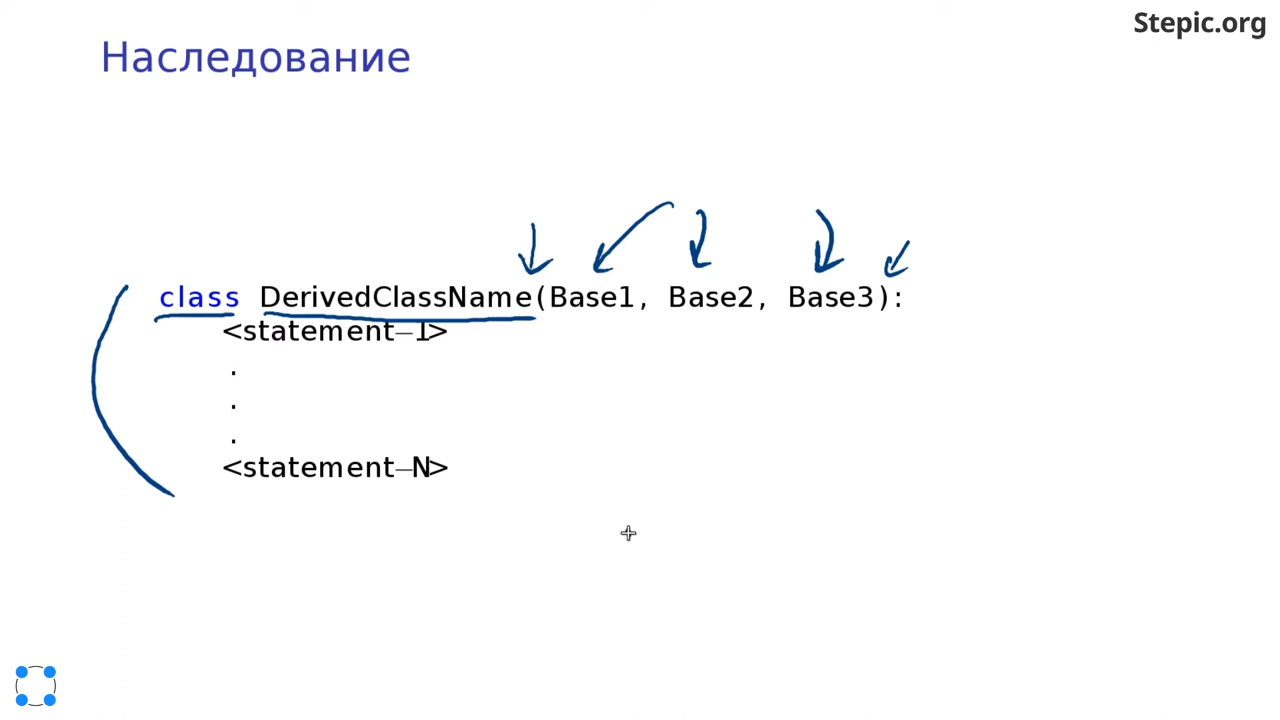 Stepic.org
Наследование
class DerivedClassName(Base1, Base2, Base3):
<statement-1>
.
.
.
<statement-N>